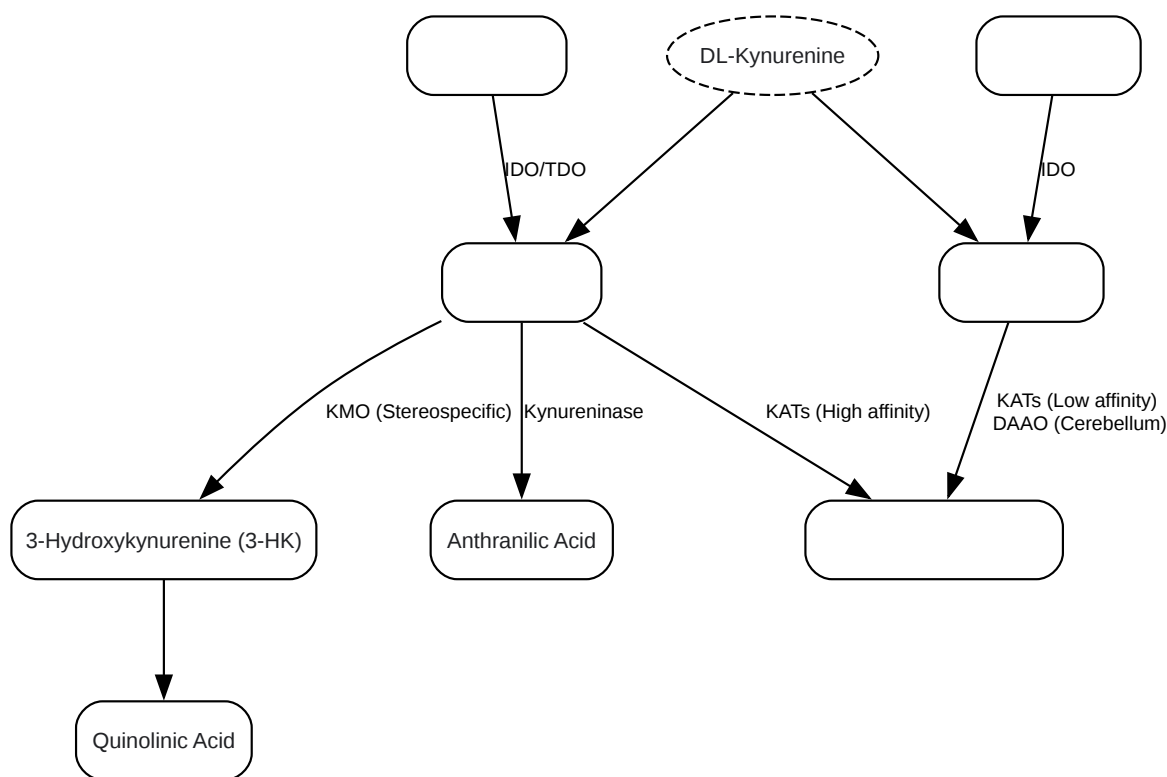 DL-Kynurenine
IDO/TDO
IDO
KMO (Stereospecific)
Kynureninase
KATs (High affinity)
KATs (Low affinity)
DAAO (Cerebellum)
3-Hydroxykynurenine (3-HK)
Anthranilic Acid
Quinolinic Acid